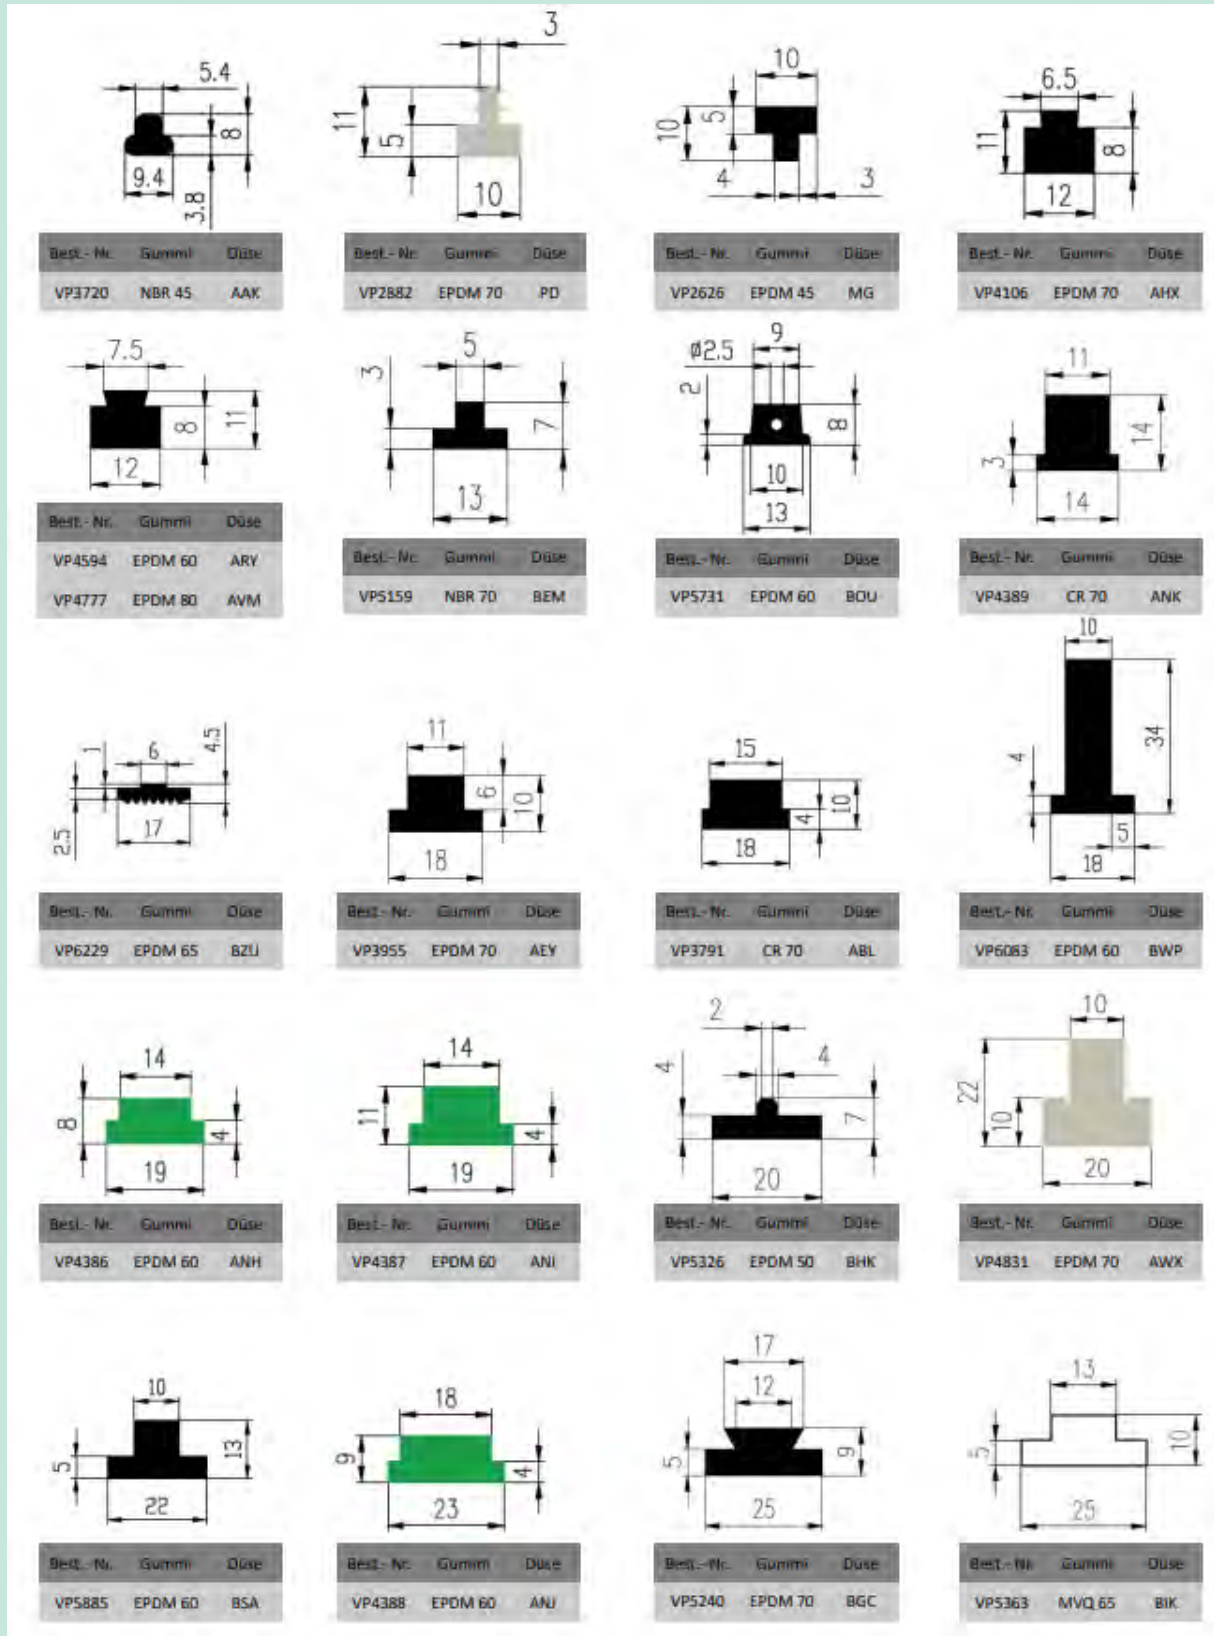 5.4
8
9.4
3.8
Best.- Nr. Gummi Düse
VP3720 NBR 45 AAK
3
11
5
10
Best.- Nr. Gummi Düse
VP2882 EPDM 70 PD
10
10
5
4
3
Best.- Nr. Gummi Düse
VP2626 EPDM 45 MG
6.5
11
8
12
Best.- Nr. Gummi Düse
VP4106 EPDM 70 AHX
7.5
8
11
12
Best.- Nr. Gummi Düse
VP4594 EPDM 60 ARY
VP4777 EPDM 80 AVM
5
3
7
13
Best.- Nr. Gummi Düse
VP5159 NBR 70 BEM
9
ø2.5
2
8
10
13
Best.- Nr. Gummi Düse
VP5731 EPDM 60 BOU
11
14
3
14
Best.- Nr. Gummi Düse
VP4389 CR 70 ANK
1
6
4.5
2.5
17
Best.- Nr. Gummi Düse
VP6229 EPDM 65 BZU
11
6
10
18
Best.- Nr. Gummi Düse
VP3955 EPDM 70 AEY
15
4
10
18
Best.- Nr. Gummi Düse
VP3791 CR 70 ABL
10
34
4
5
18
Best.- Nr. Gummi Düse
VP6083 EPDM 60 BWP
14
8
4
19
Best.- Nr. Gummi Düse
VP4386 EPDM 60 ANH
14
11
4
19
Best.- Nr. Gummi Düse
VP4387 EPDM 60 ANI
2
4
4
7
20
Best.- Nr. Gummi Düse
VP5326 EPDM 50 BHK
10
22
10
20
Best.- Nr. Gummi Düse
VP4831 EPDM 70 AWX
10
5
13
22
Best.- Nr. Gummi Düse
VP5885 EPDM 60 BSA
18
9
4
23
Best.- Nr. Gummi Düse
VP4388 EPDM 60 ANJ
17
12
5
9
25
Best.- Nr. Gummi Düse
VP5240 EPDM 70 BGC
13
5
10
25
Best.- Nr. Gummi Düse
VP5363 MVQ 65 BIK